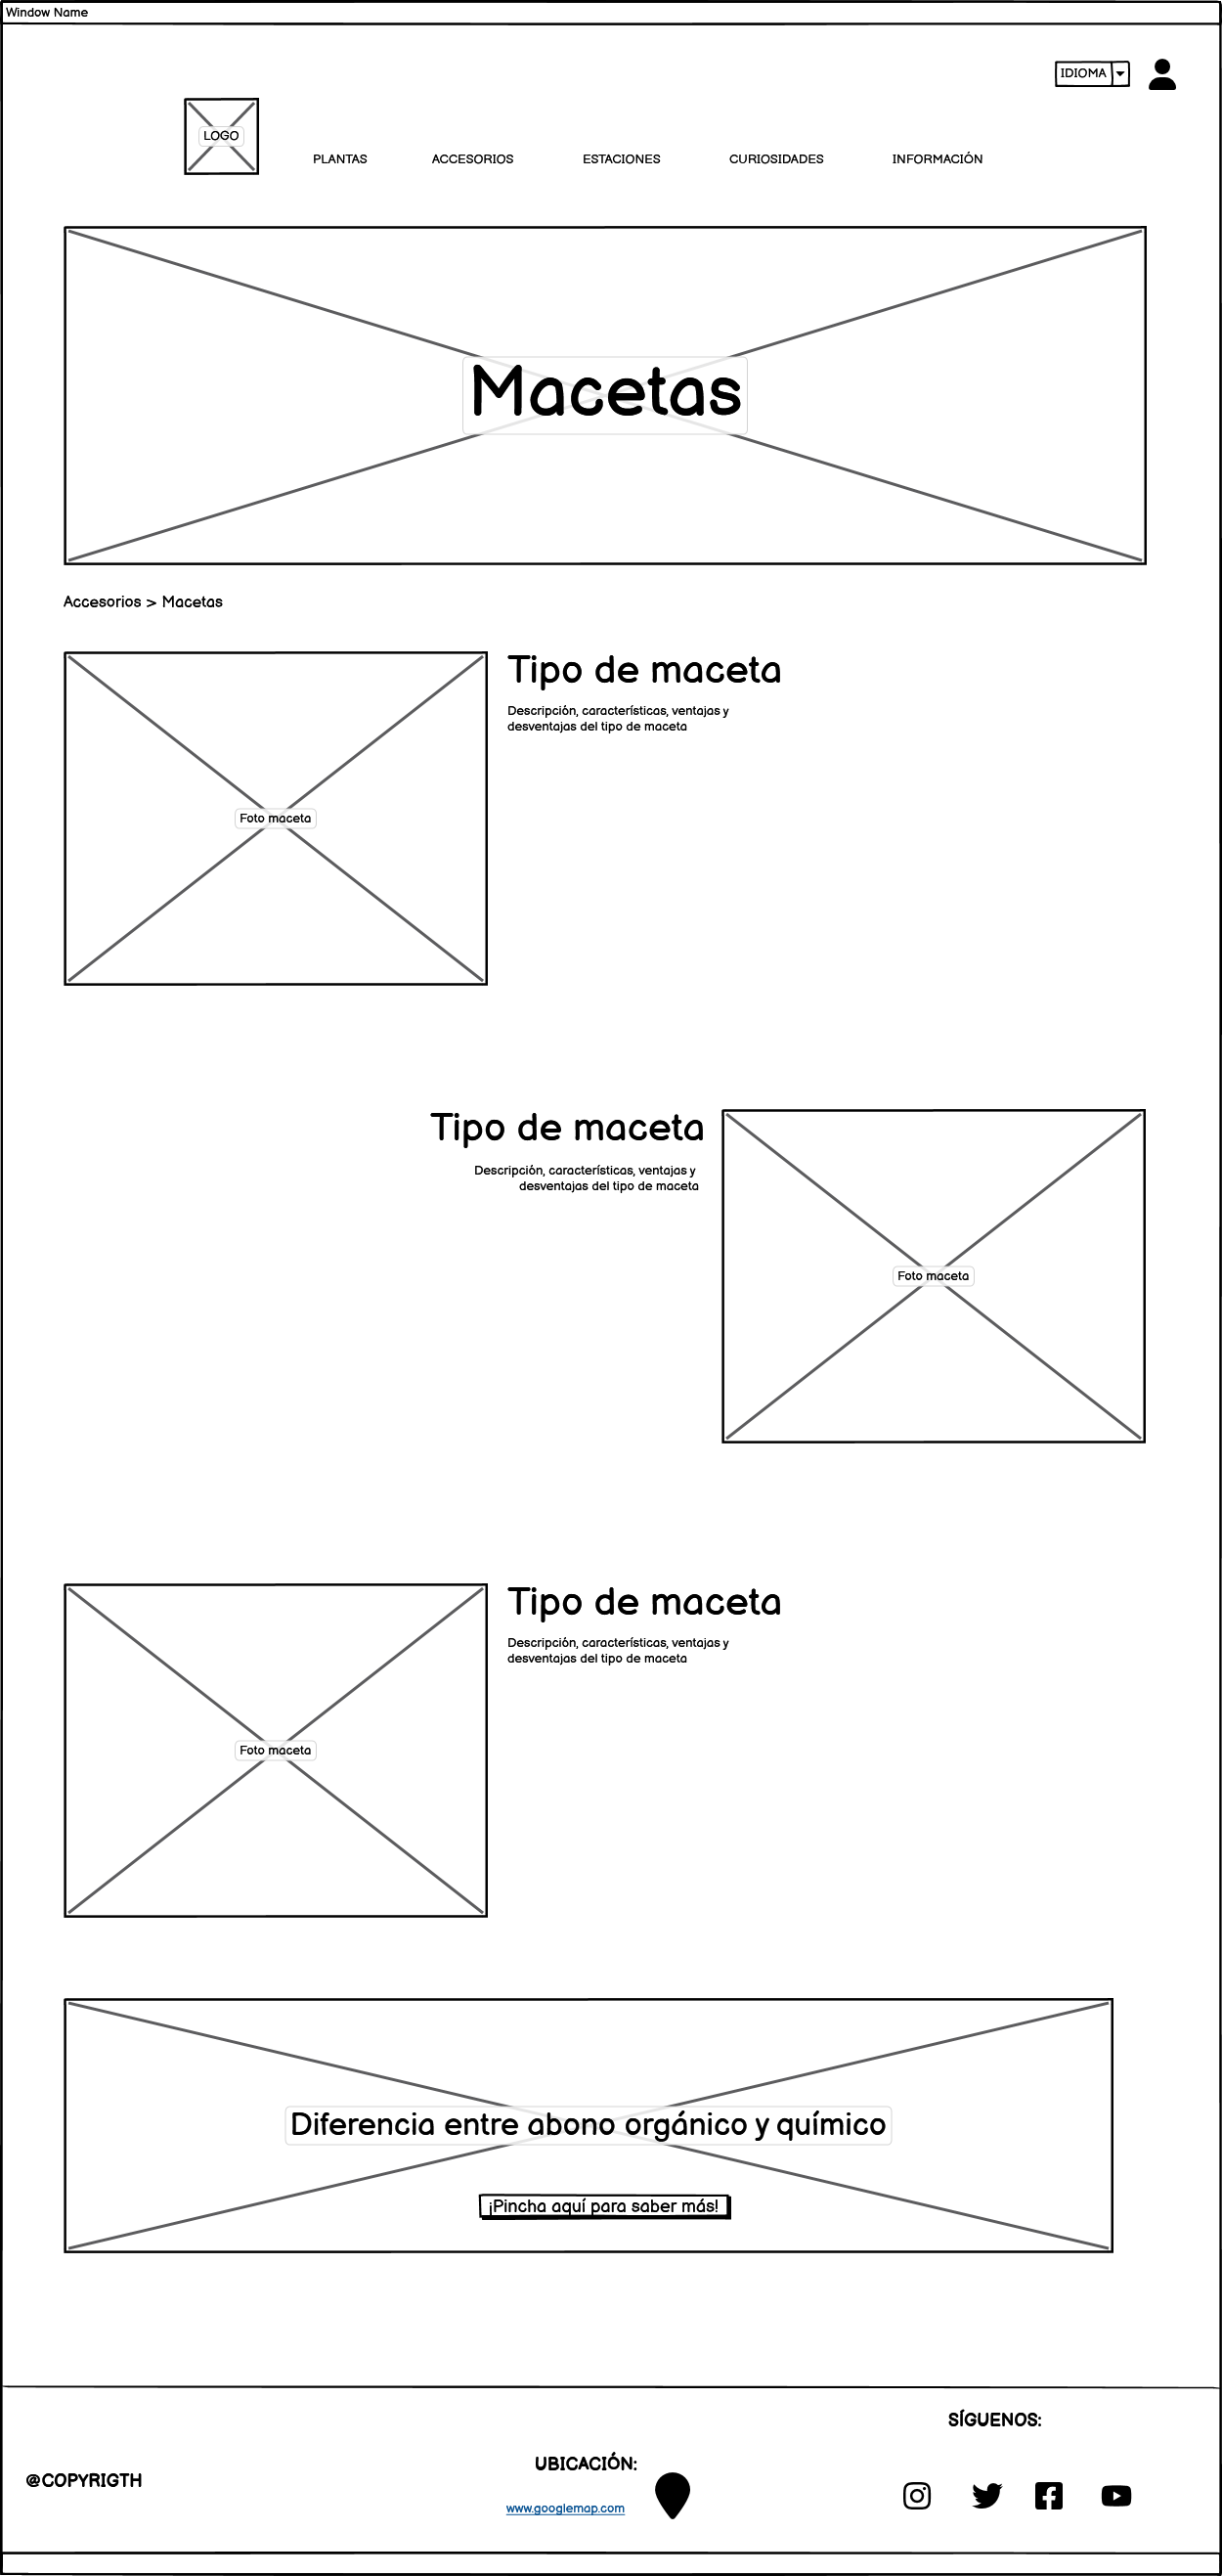 Window Name
IDIOMA
LOGO
PLANTAS
ACCESORIOS
ESTACIONES
CURIOSIDADES
INFORMACIÓN
Macetas
Accesorios > Macetas
Tipo de maceta
Descripción, características, ventajas y
desventajas del tipo de maceta
Foto maceta
Tipo de maceta
Descripción, características, ventajas y
desventajas del tipo de maceta
Foto maceta
Tipo de maceta
Descripción, características, ventajas y
desventajas del tipo de maceta
Foto maceta
Diferencia entre abono orgánico y químico
¡Pincha aquí para saber más!
SÍGUENOS:
UBICACIÓN:
@COPYRIGTH
www.googlemap.com